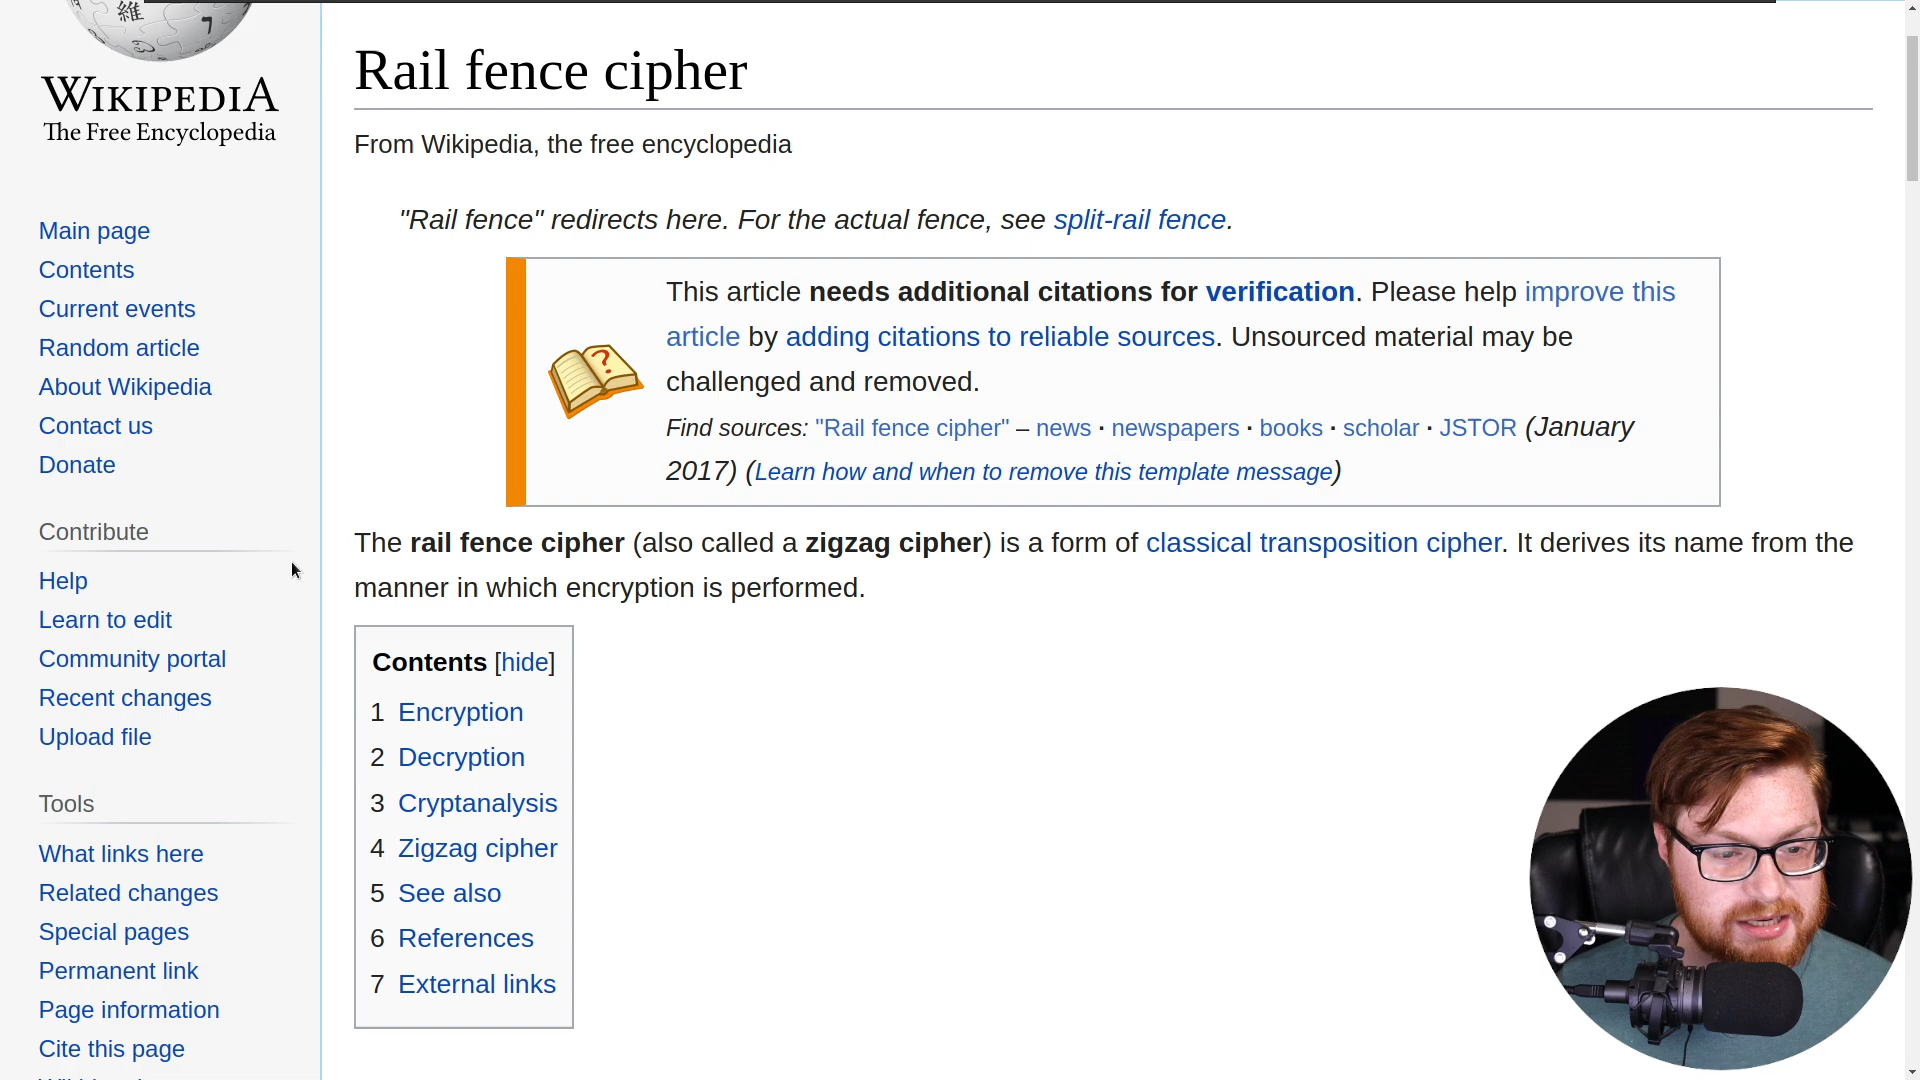 維
WIKIPEDIA
The Free Encyclopedia
Main page
Contents
Current events
Random article
About Wikipedia
Contact us
Donate
Contribute
Help
Learn to edit
Community portal
Recent changes
Upload file
Tools
What links here
Related changes
Special pages
Permanent link
Page information
Cite this page
Rail fence cipher
From Wikipedia, the free encyclopedia
"Rail fence" redirects here. For the actual fence, see split-rail fence.
This article needs additional citations for verification. Please help improve this
article by adding citations to reliable sources. Unsourced material may be
challenged and removed.
Find sources: "Rail fence cipher" – news · newspapers · books · scholar · JSTOR (January
2017) (Learn how and when to remove this template message)
The rail fence cipher (also called a zigzag cipher) is a form of classical transposition cipher. It derives its name from the
manner in which encryption is performed.
Contents [hide]
1 Encryption
2 Decryption
3 Cryptanalysis
4 Zigzag cipher
5 See also
6 References
7 External links